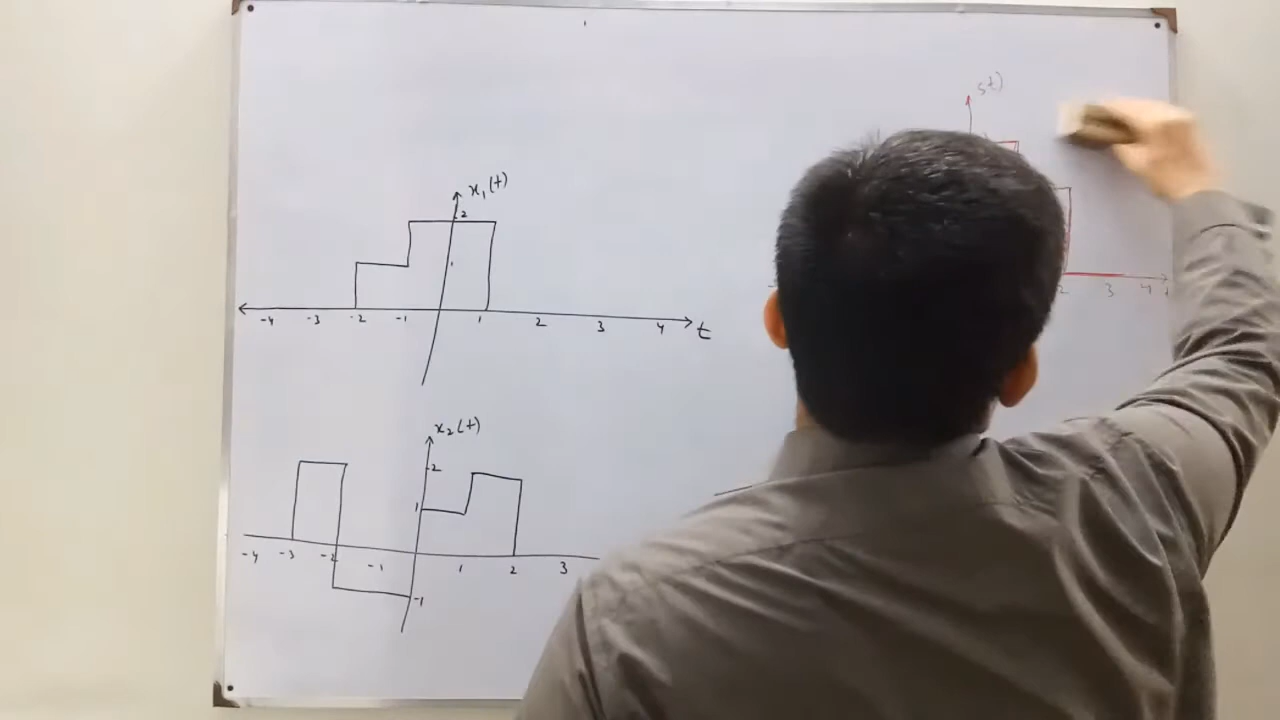 x₁(t)
2
1
-4 -3 -2 -1 1 2 3 4 t
x₂(t)
2
1
-4 -3 -2 -1 1 2 3
-1
st)
2 3 4